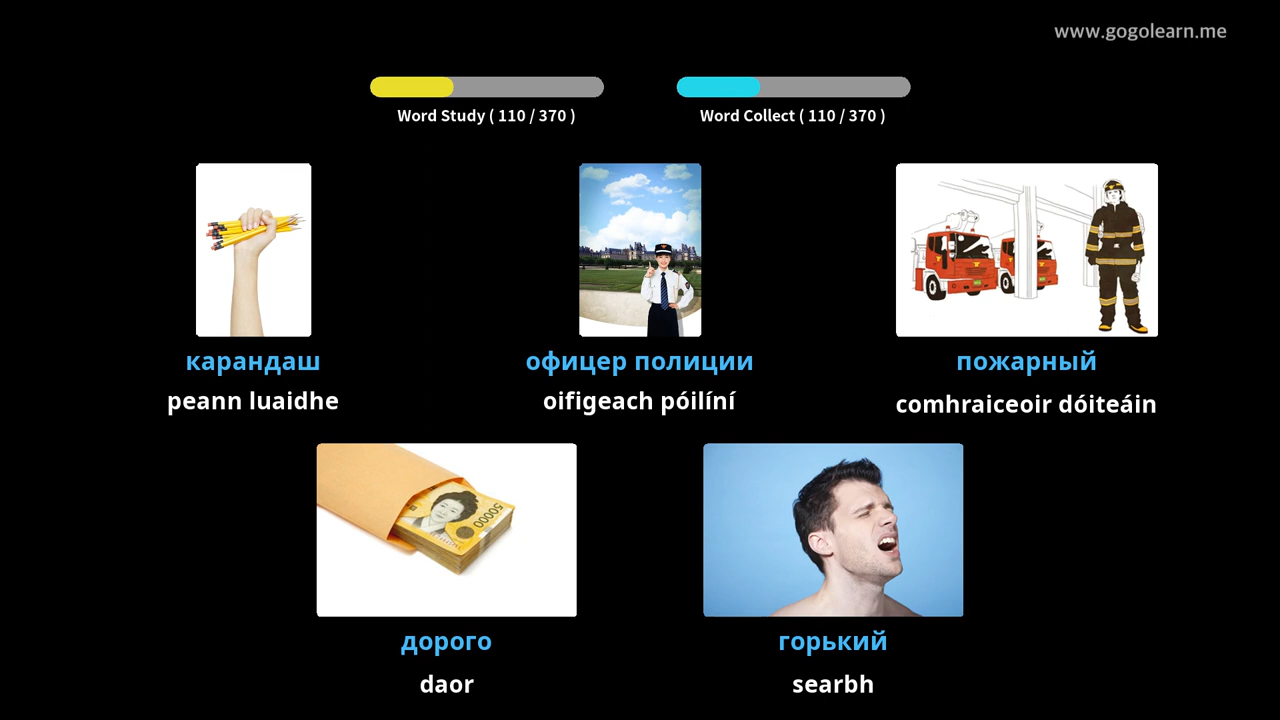 www.gogolearn.me
Word Study ( 110 / 370 )
Word Collect ( 110 / 370 )
карандаш
peann luaidhe
офицер полиции
oifigeach póilíní
пожарный
comhraiceoir dóiteáin
50000
дорого
daor
горький
searbh